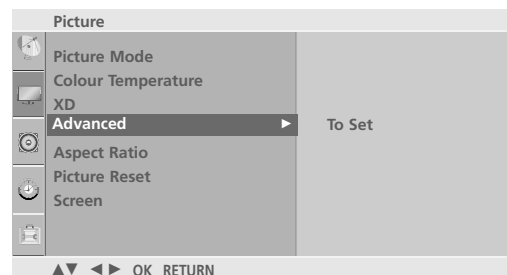 Picture
Picture Mode
Colour Temperature
XD
Advanced ► To Set
Aspect Ratio
Picture Reset
Screen
▲▼ ◄► OK RETURN